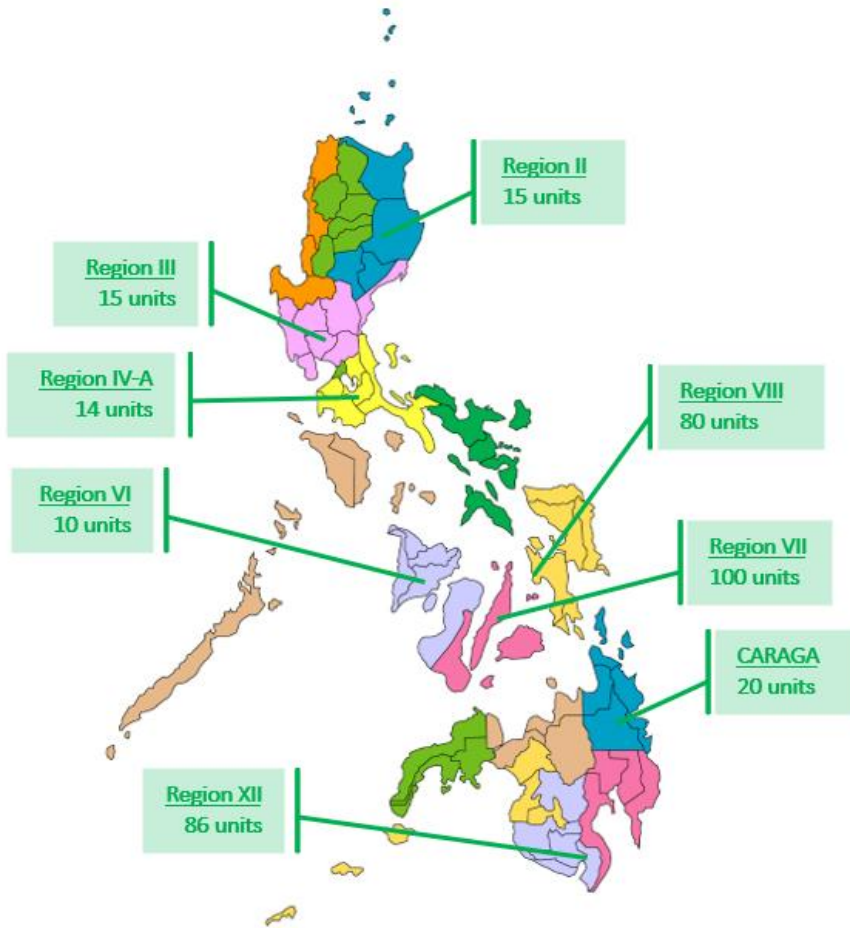 Region II
15 units
Region III
15 units
Region IV-A
14 units
Region VIII
80 units
Region VI
10 units
Region VII
100 units
CARAGA
20 units
Region XII
86 units